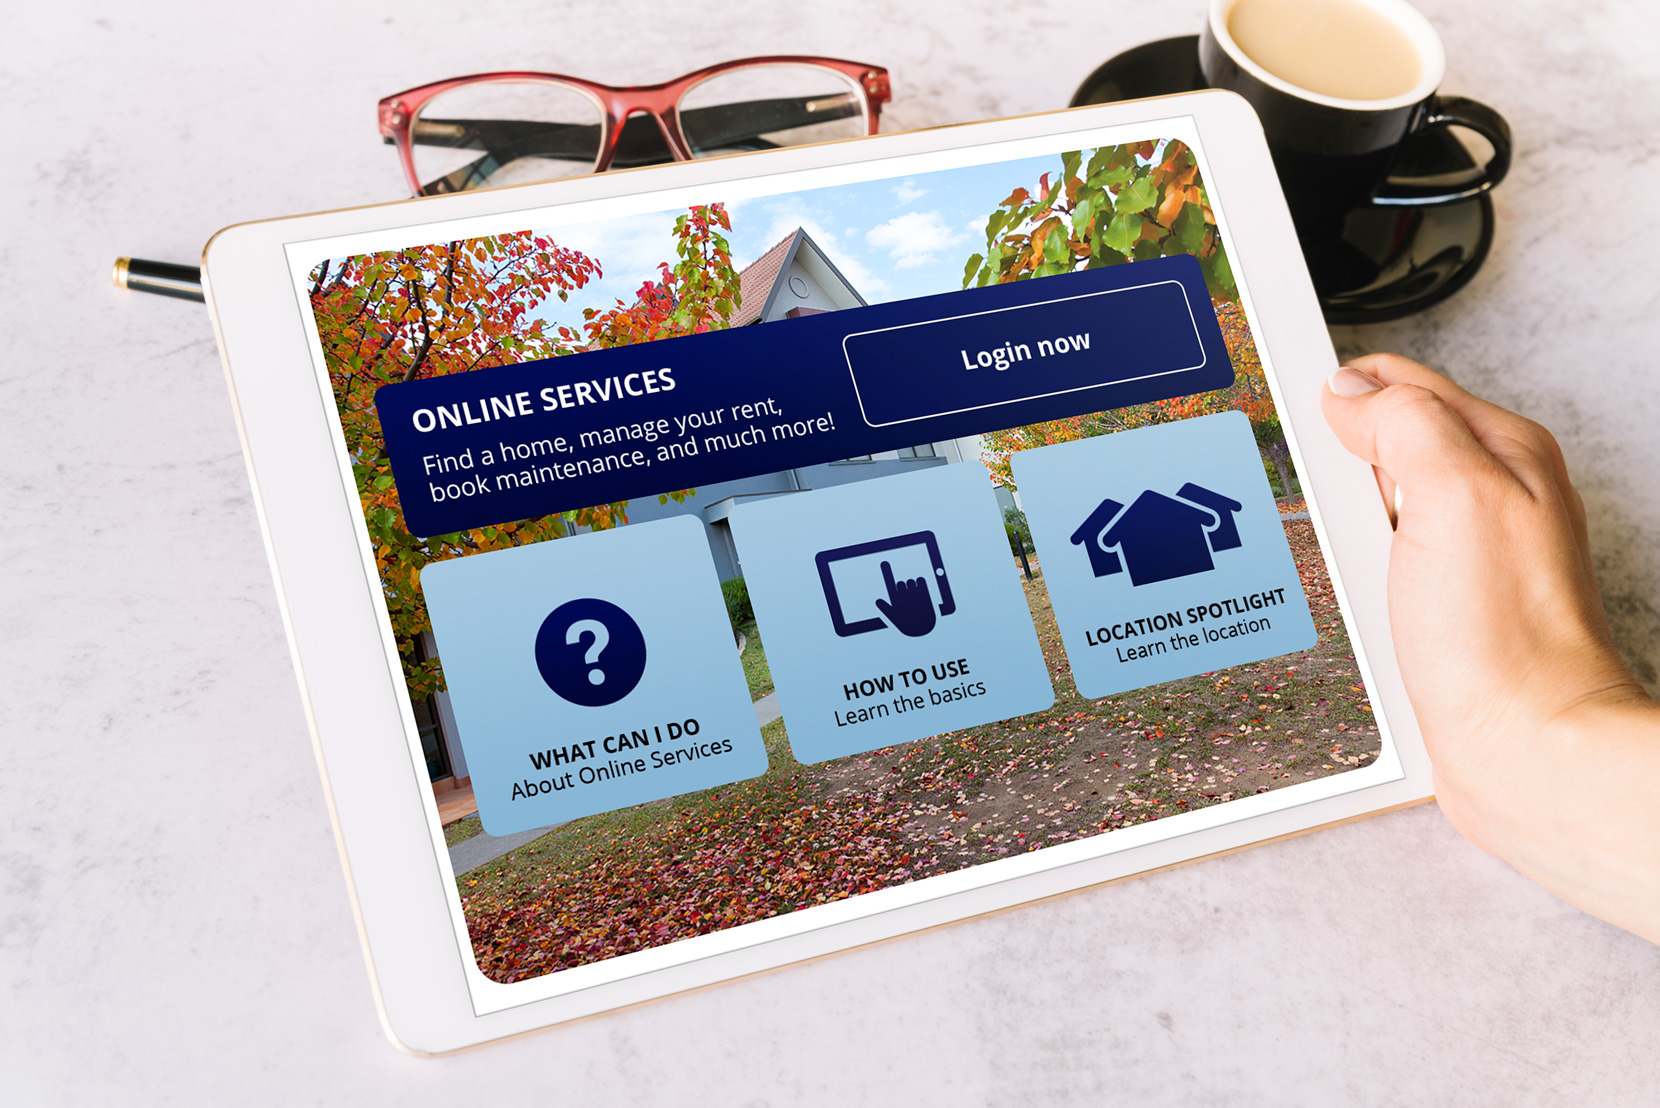 ONLINE SERVICES
Find a home, manage your rent,
book maintenance, and much more!
Login now
?
WHAT CAN I DO
About Online Services
HOW TO USE
Learn the basics
LOCATION SPOTLIGHT
Learn the location